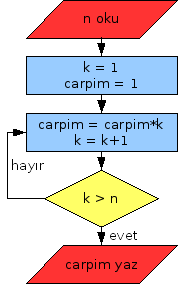 n oku
k = 1
carpim = 1
carpim = carpim*k
k = k+1
hayır
k > n
evet
carpim yaz